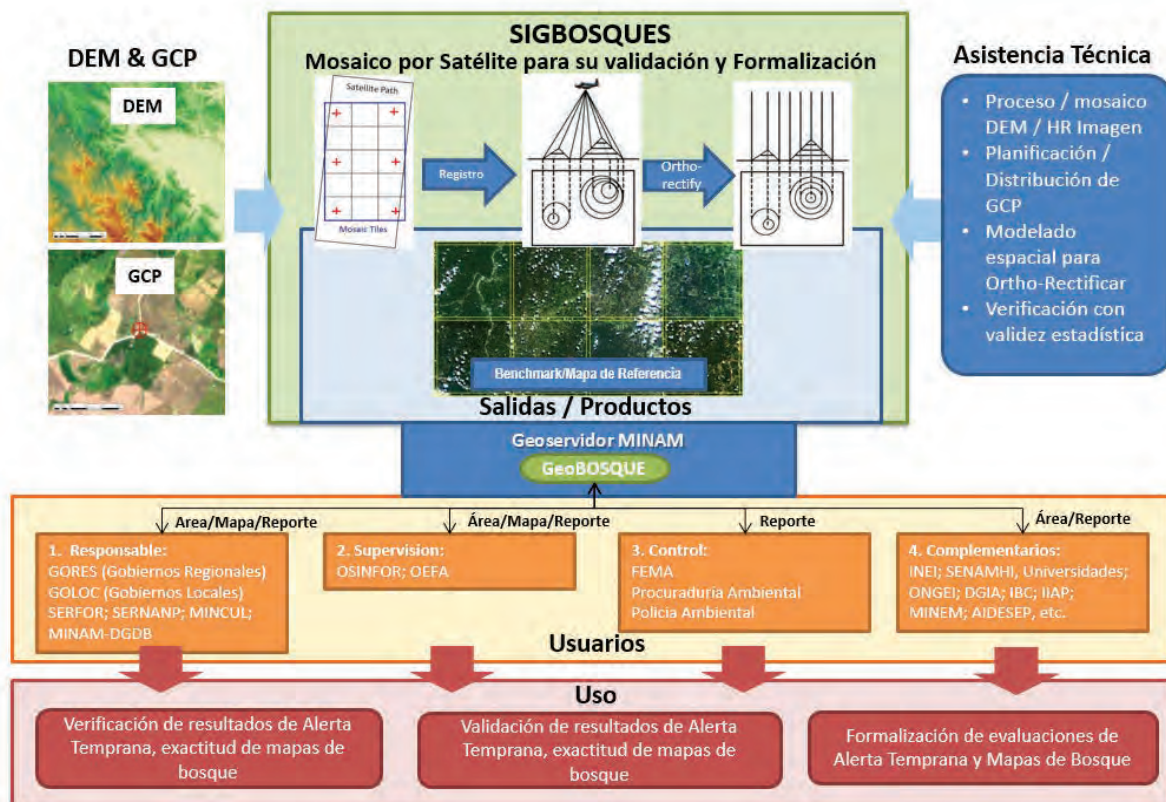 SIGBOSQUES
Mosaico por Satélite para su validación y Formalización
DEM & GCP
DEM
GCP
Satellite Path
Mosaic Tiles
Registro
Ortho-
rectify
Asistencia Técnica
• Proceso / mosaico
DEM / HR Imagen
• Planificación /
Distribución de
GCP
• Modelado
espacial para
Ortho-Rectificar
• Verificación con
validez estadística
Benchmark/Mapa de Referencia
Salidas / Productos
Geoservidor MINAM
GeoBOSQUE
Area/Mapa/Reporte
Área/Mapa/Reporte
Reporte
Área/Reporte
1. Responsable:
GORES (Gobiernos Regionales)
GOLOC (Gobiernos Locales)
SERFOR; SERNANP; MINCUL;
MINAM-DGDB
2. Supervision:
OSINFOR; OEFA
3. Control:
FEMA
Procuraduría Ambiental
Policía Ambiental
4. Complementarios:
INEI; SENAMHI, Universidades;
ONGEI; DGIA; IBC; IIAP;
MINEM; AIDESEP, etc.
Usuarios
Uso
Verificación de resultados de Alerta
Temprana, exactitud de mapas de
bosque
Validación de resultados de Alerta
Temprana, exactitud de mapas de
bosque
Formalización de evaluaciones de
Alerta Temprana y Mapas de Bosque